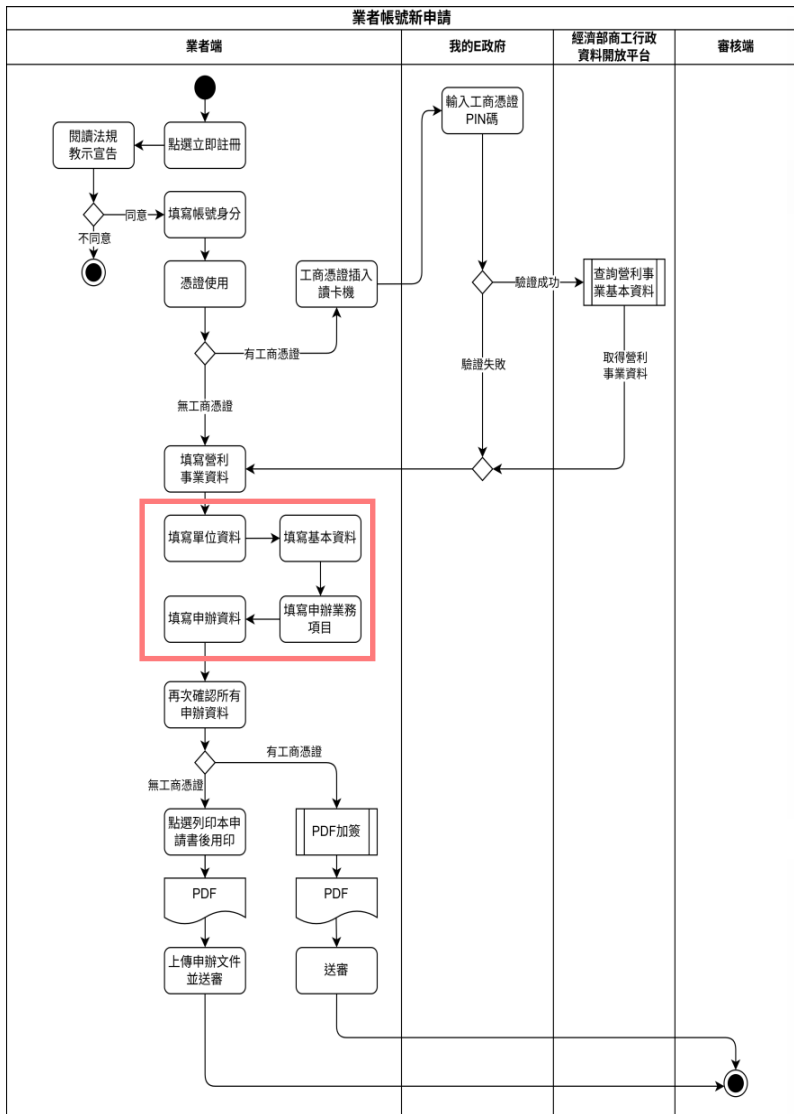 業者帳號新申請
業者端
我的E政府
經濟部商工行政
資料開放平台
審核端
點選立即註冊
閱讀法規
教示宣告
同意
不同意
填寫帳號身分
憑證使用
有工商憑證
無工商憑證
工商憑證插入
讀卡機
輸入工商憑證
PIN碼
驗證成功
驗證失敗
查詢營利事
業基本資料
取得營利
事業資料
填寫營利
事業資料
填寫單位資料
填寫基本資料
填寫申辦業務
項目
填寫申辦資料
再次確認所有
申辦資料
有工商憑證
無工商憑證
點選列印本申
請書後用印
PDF加簽
PDF
PDF
上傳申辦文件
並送審
送審